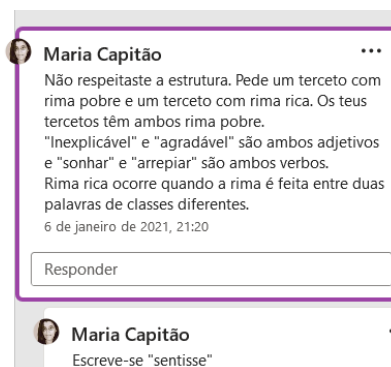 Maria Capitão
Não respeitaste a estrutura. Pede um terceto com
rima pobre e um terceto com rima rica. Os teus
tercetos têm ambos rima pobre.
"Inexplicável" e "agradável" são ambos adjetivos
e "sonhar" e "arrepiar" são ambos verbos.
Rima rica ocorre quando a rima é feita entre duas
palavras de classes diferentes.
6 de janeiro de 2021, 21:20
Responder
Maria Capitão
Escreve-se "sentisse"